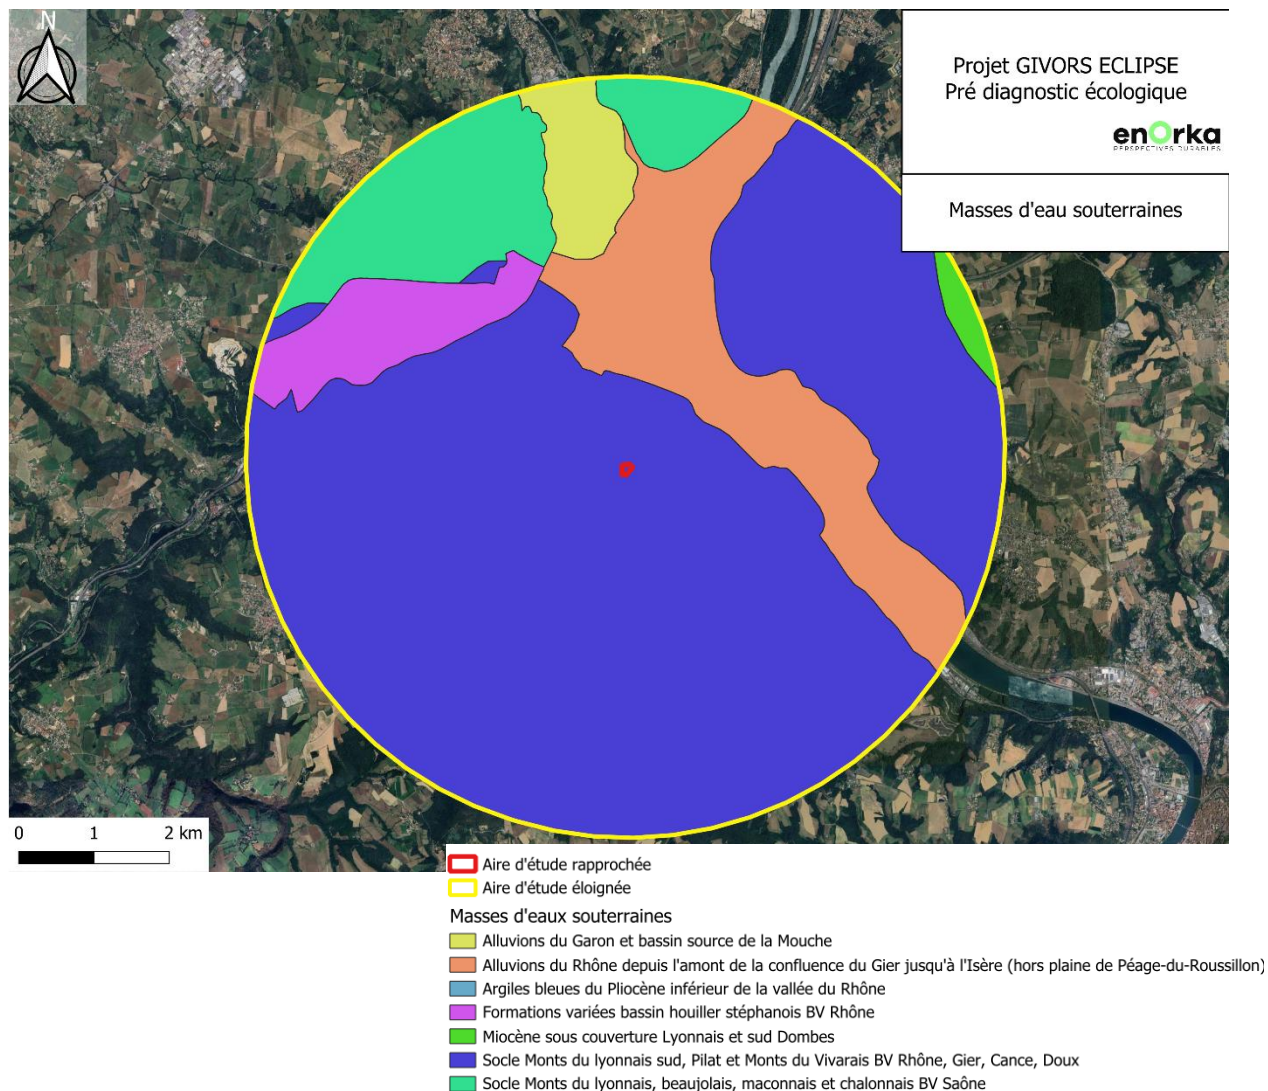 N
Projet GIVORS ECLIPSE
Pré diagnostic écologique
enOrka
PERSPECTIVES DURABLES
Masses d'eau souterraines
0 1 2 km
Aire d'étude rapprochée
Aire d'étude éloignée
Masses d'eaux souterraines
Alluvions du Garon et bassin source de la Mouche
Alluvions du Rhône depuis l'amont de la confluence du Gier jusqu'à l'Isère (hors plaine de Péage-du-Roussillon)
Argiles bleues du Pliocène inférieur de la vallée du Rhône
Formations variées bassin houiller stéphanois BV Rhône
Miocène sous couverture Lyonnais et sud Dombes
Socle Monts du lyonnais sud, Pilat et Monts du Vivarais BV Rhône, Gier, Cance, Doux
Socle Monts du lyonnais, beaujolais, maconnais et chalonnais BV Saône